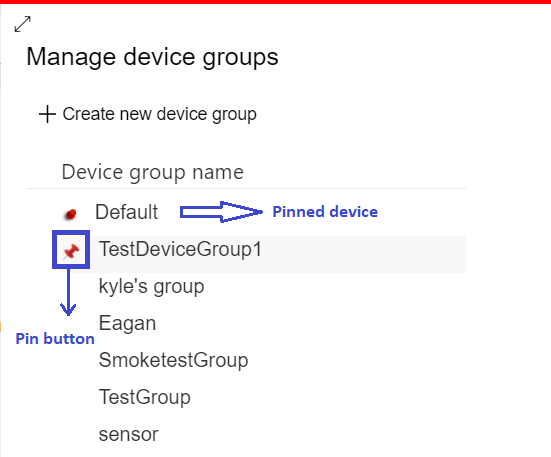 Manage device groups
Create new device group
Device group name
Default
Pinned device
TestDeviceGroup1
kyle's group
Eagan
Pin button
SmoketestGroup
TestGroup
sensor